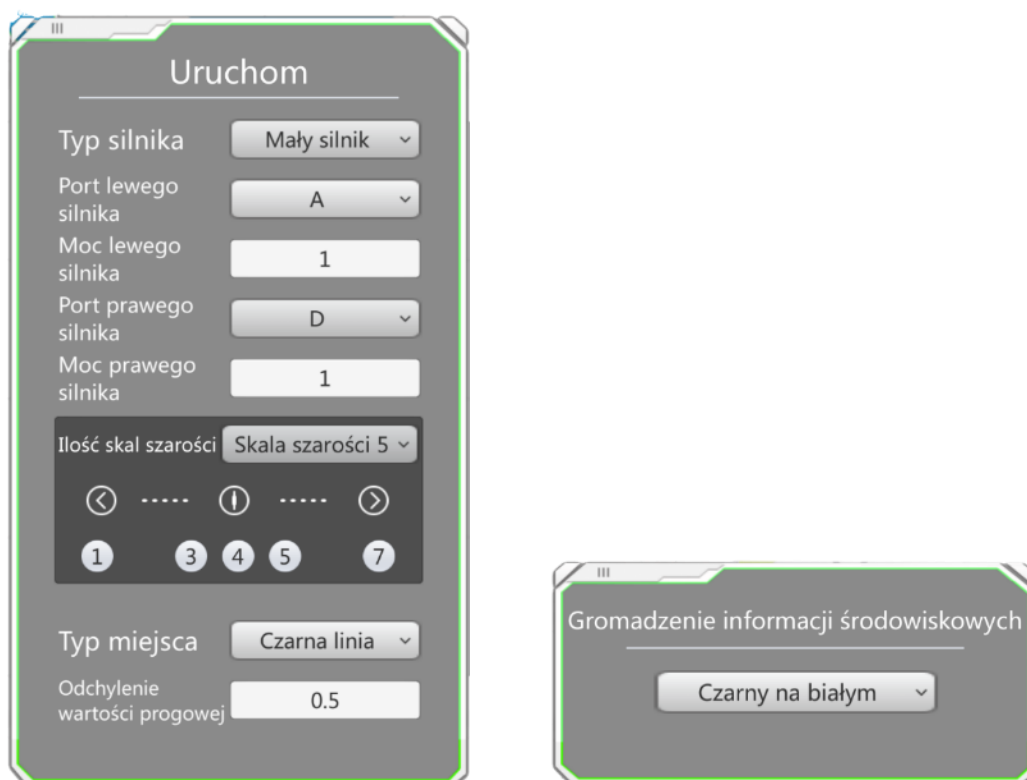 Uruchom
Typ silnika Mały silnik
Port lewego
silnika
A
Moc lewego
silnika
1
Port prawego
silnika
D
Moc prawego
silnika
1
Ilość skal szarości Skala szarości 5
1 3 4 5 7
Typ miejsca Czarna linia
Odchylenie
wartości progowej
0.5
Gromadzenie informacji środowiskowych
Czarny na białym